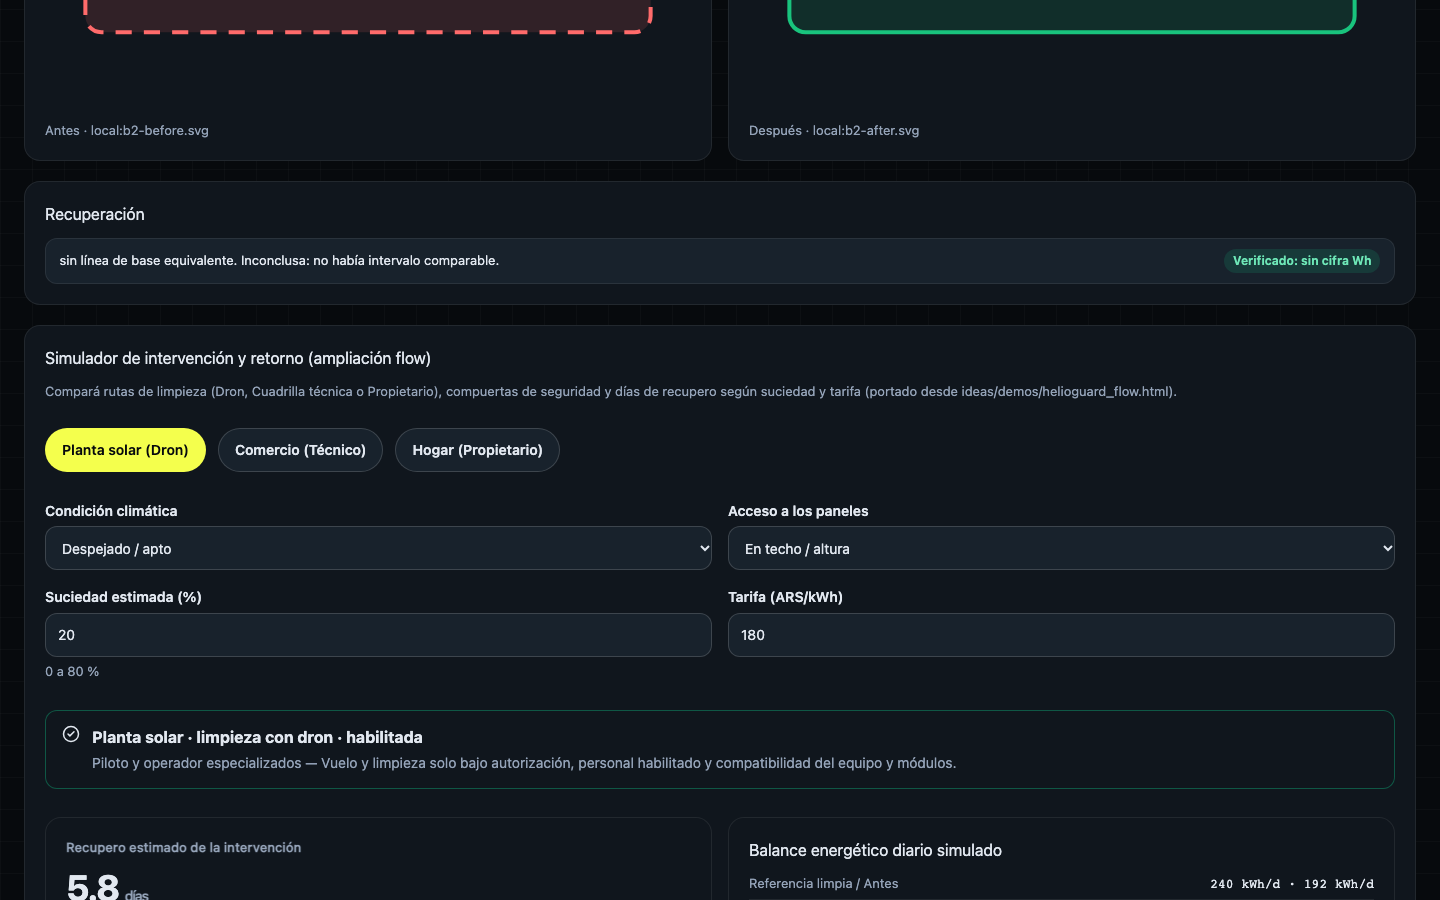 Antes · local:b2-before.svg
Después · local:b2-after.svg
Recuperación
sin línea de base equivalente. Inconclusa: no había intervalo comparable.
Verificado: sin cifra Wh
Simulador de intervención y retorno (ampliación flow)
Compará rutas de limpieza (Dron, Cuadrilla técnica o Propietario), compuertas de seguridad y días de recupero según suciedad y tarifa (portado desde ideas/demos/helioguard_flow.html).
Planta solar (Dron)
Comercio (Técnico)
Hogar (Propietario)
Condición climática
Acceso a los paneles
Despejado / apto
En techo / altura
Suciedad estimada (%)
Tarifa (ARS/kWh)
20
180
0 a 80 %
Planta solar · limpieza con dron · habilitada
Piloto y operador especializados — Vuelo y limpieza solo bajo autorización, personal habilitado y compatibilidad del equipo y módulos.
Recupero estimado de la intervención
5.8 días
Balance energético diario simulado
Referencia limpia / Antes
240 kWh/d · 192 kWh/d